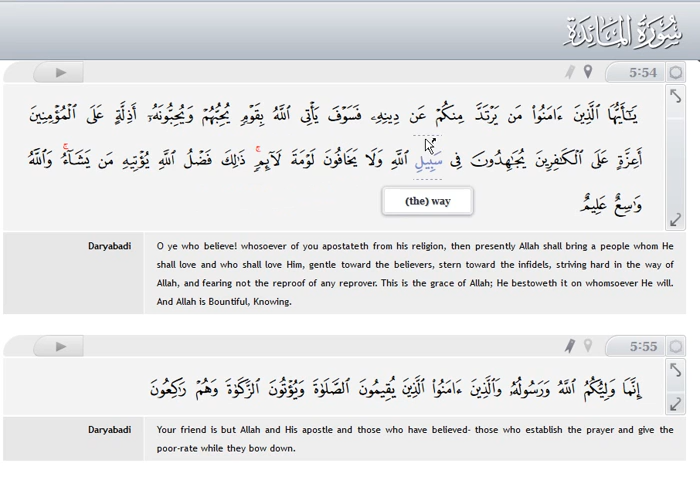 سُورَةُ المَائدَة
5:54
يَـٰٓأَيُّهَا ٱلَّذِينَ ءَامَنُوا۟ مَن يَرْتَدَّ مِنكُمْ عَن دِينِهِۦ فَسَوْفَ يَأْتِى ٱللَّهُ بِقَوْمٍ يُحِبُّهُمْ وَيُحِبُّونَهُۥٓ أَذِلَّةٍ عَلَى ٱلْمُؤْمِنِينَ
أَعِزَّةٍ عَلَى ٱلْكَـٰفِرِينَ يُجَـٰهِدُونَ فِى سَبِيلِ ٱللَّهِ وَلَا يَخَافُونَ لَوْمَةَ لَآئِمٍ ۚ ذَٰلِكَ فَضْلُ ٱللَّهِ يُؤْتِيهِ مَن يَشَآءُ ۚ وَٱللَّهُ
وَٰسِعٌ عَلِيمٌ
(the) way
Daryabadi
O ye who believe! whosoever of you apostateth from his religion, then presently Allah shall bring a people whom He
shall love and who shall love Him, gentle toward the believers, stern toward the infidels, striving hard in the way of
Allah, and fearing not the reproof of any reprover. This is the grace of Allah; He bestoweth it on whomsoever He will.
And Allah is Bountiful, Knowing.
5:55
إِنَّمَا وَلِيُّكُمُ ٱللَّهُ وَرَسُولُهُۥ وَٱلَّذِينَ ءَامَنُوا۟ ٱلَّذِينَ يُقِيمُونَ ٱلصَّلَوٰةَ وَيُؤْتُونَ ٱلزَّكَوٰةَ وَهُمْ رَٰكِعُونَ
Daryabadi
Your friend is but Allah and His apostle and those who have believed- those who establish the prayer and give the
poor-rate while they bow down.